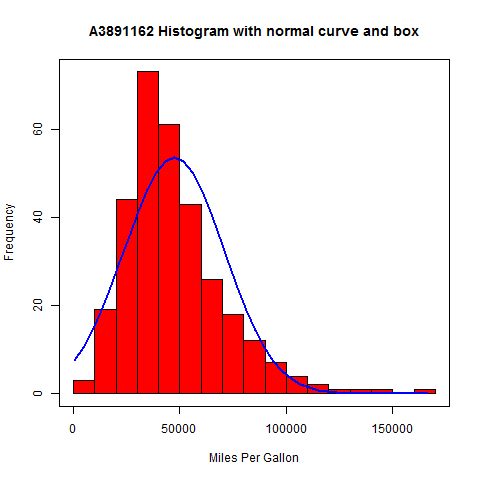 A3891162 Histogram with normal curve and box
Frequency
60
40
20
0
0 50000 100000 150000
Miles Per Gallon